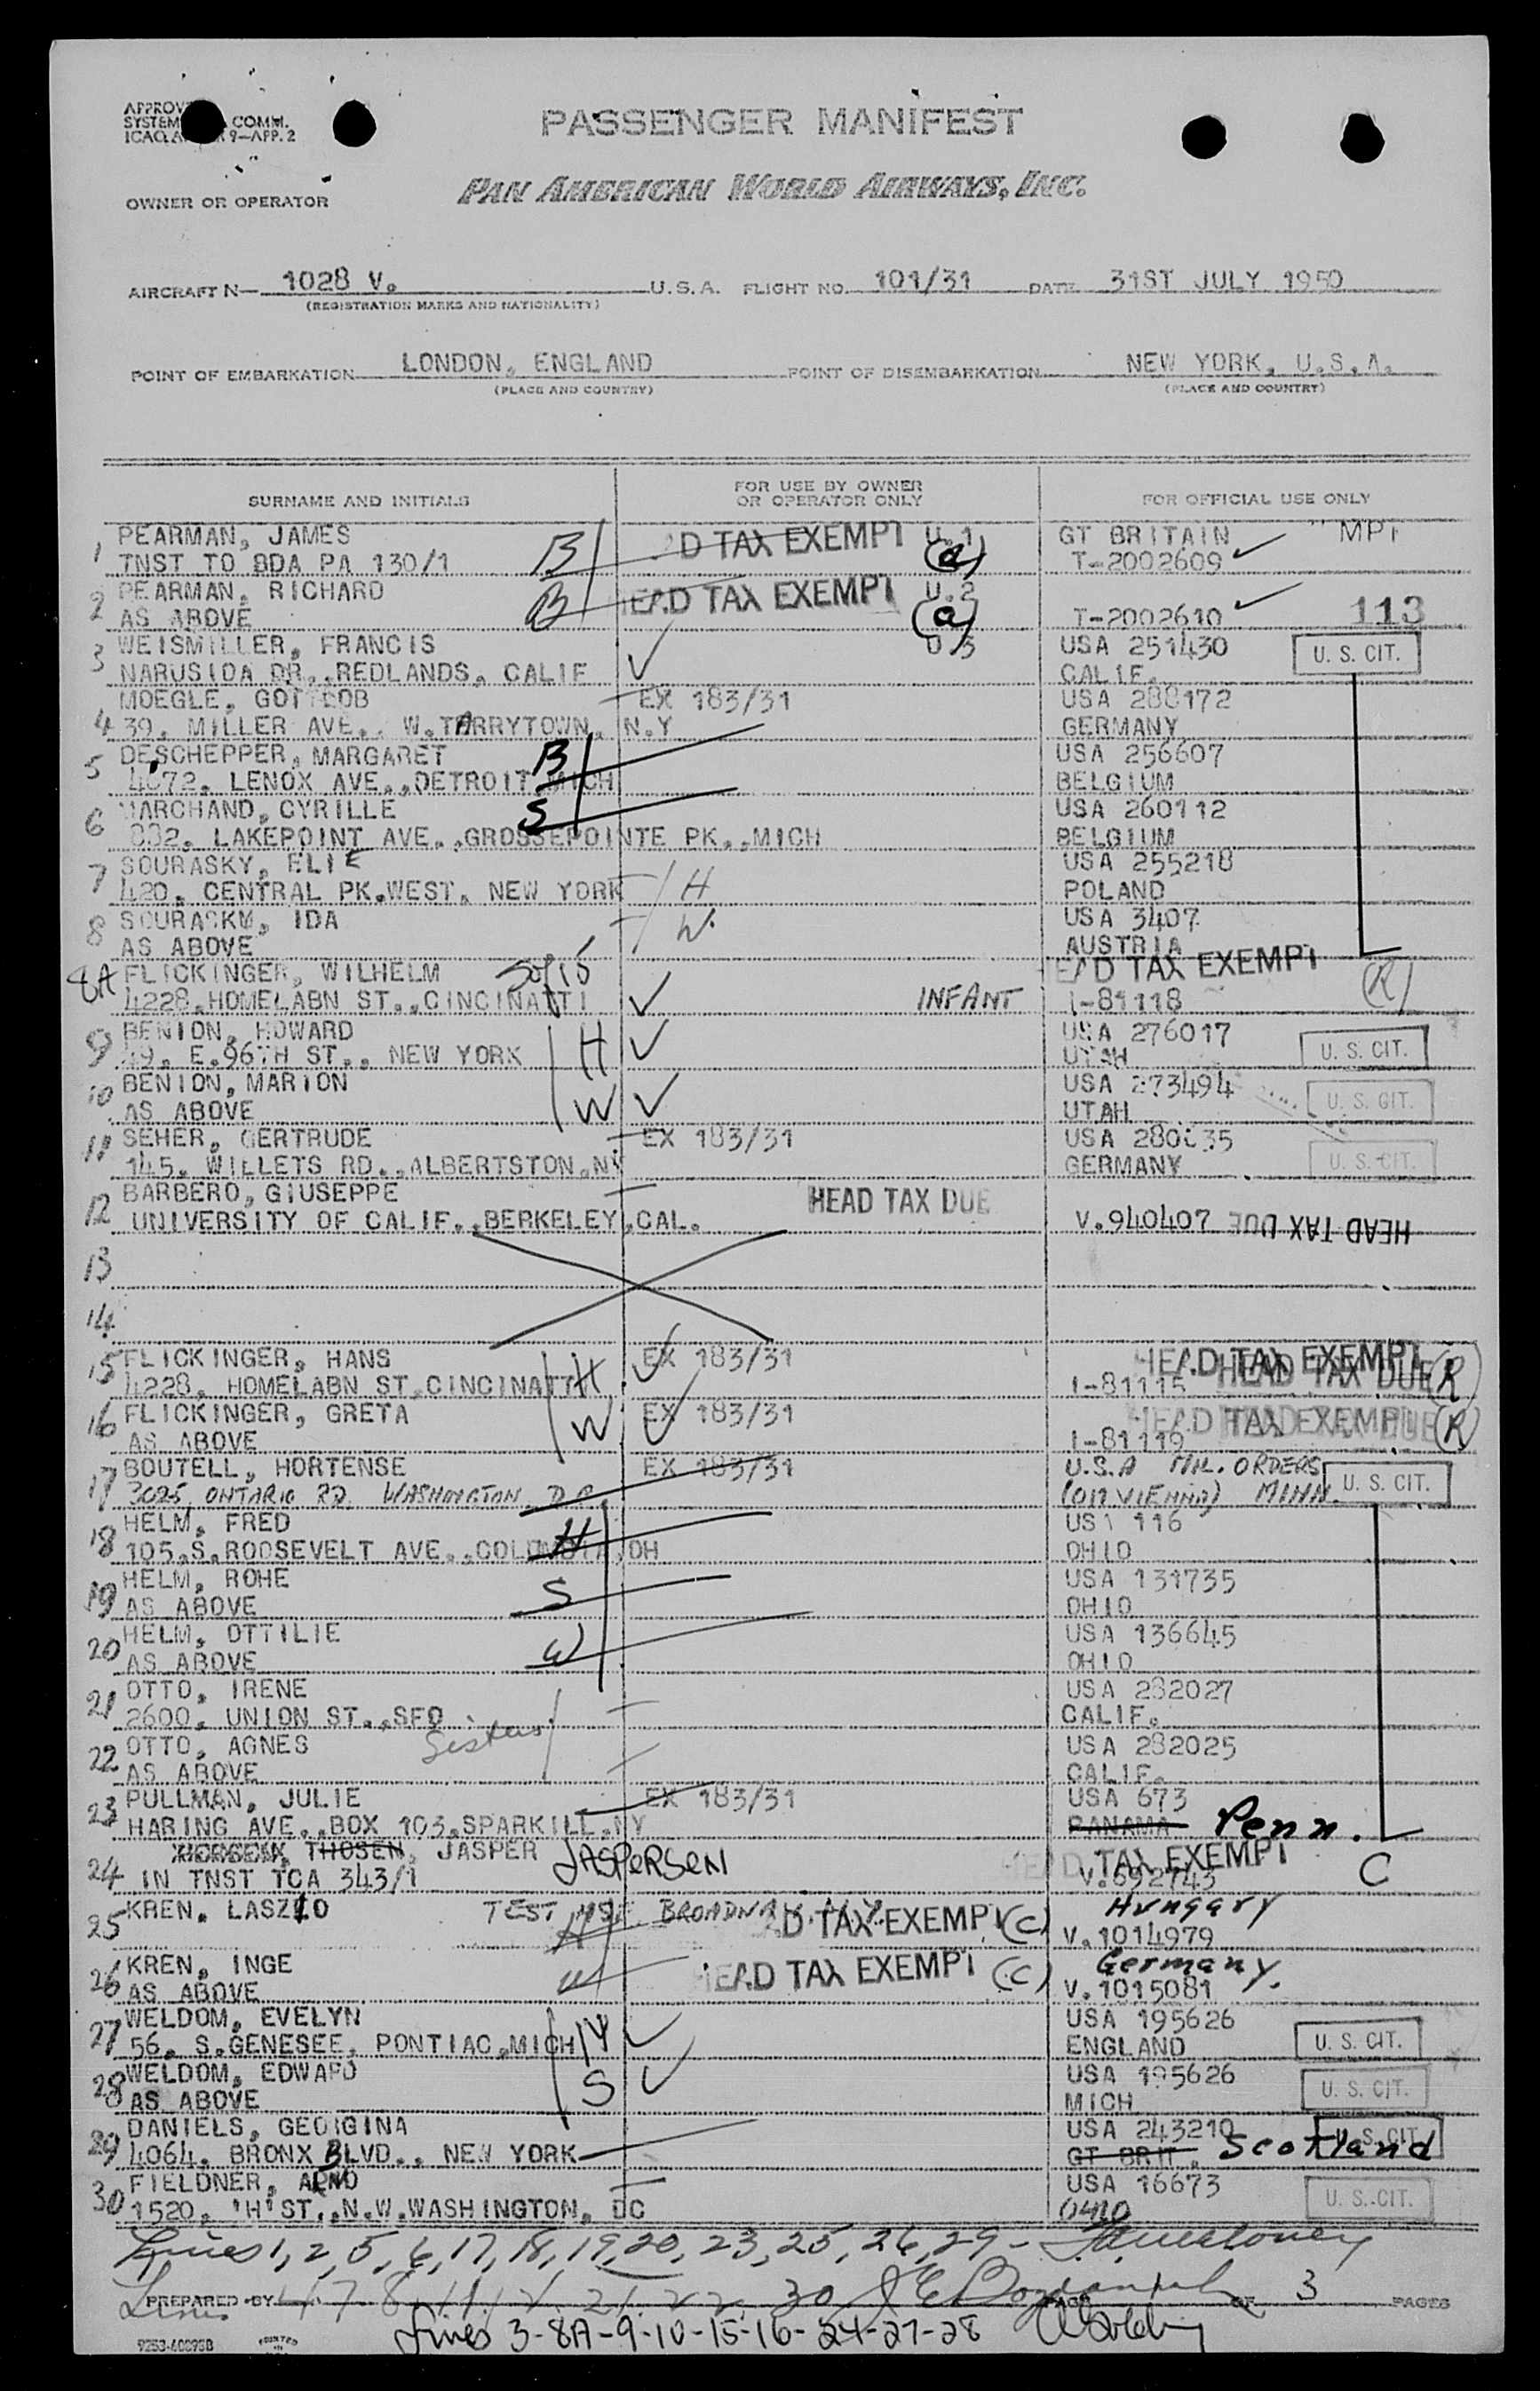 PASSENGER MANIFEST
SYSTEM COMM.
9-APP.2
OWNER OR OPERATOR PAN AMERICAN WORLD AIRWAYS, INC.
AIRCRAFT N— 1028 V. U.S.A. FLIGHT NO. 101/31 DATE 31ST JULY 1950
(REGISTRATION MARKS AND NATIONALITY)
POINT OF EMBARKATION LONDON, ENGLAND POINT OF DISEMBARKATION NEW YORK, U.S.A.
(PLACE AND COUNTRY) (PLACE AND COUNTRY)
SURNAME AND INITIALS FOR USE BY OWNER OR OPERATOR ONLY FOR OFFICIAL USE ONLY
1 PEARMAN, JAMES B D TAX EXEMPT U.1 GT BRITAIN
TNST TO BDA PA 130/1 (a) T-2002609
2 PEARMAN, RICHARD B HEAD TAX EXEMPT U.2
AS ABOVE (a) T-2002610 113
3 WEISMILLER, FRANCIS U.3 USA 251430 U. S. CIT.
NARUSIDA DR., REDLANDS, CALIF CALIF.
MOEGLE, EX 183/31 USA 288172
4 39, MILLER AVE., W.TARRYTOWN, N.Y GERMANY
5 DESCHEPPER, MARGARET B USA 256607
4072, LENOX AVE., DETROIT, MICH BELGIUM
6 MARCHAND, CYRILLE S USA 260112
LAKEPOINT AVE., GROSSEPOINTE PK., MICH BELGIUM
7 SOURASKY, ELIE USA 255218
420, CENTRAL PK.WEST, NEW YORK H POLAND
8 IDA W. USA 3407
AS ABOVE AUSTRIA
8A FLICKINGER, WILHELM HEAD TAX EXEMPT (R)
4228, HOMELABN ST., CINCINATTI INFANT I-81118
9 BENION, HOWARD H USA 276017
49, E.96TH ST., NEW YORK UTAH U. S. CIT.
10 BENION, MARION W USA 273494 U. S. CIT.
AS ABOVE UTAH
11 SEHER, GERTRUDE EX 183/31 USA
145, WILLETS RD., ALBERTSTON, NY GERMANY U. S. CIT.
12 BARBERO, GIUSEPPE HEAD TAX DUE
UNIVERSITY OF CALIF., BERKELEY, CAL. V.940407 HEAD TAX DUE
13
14
15 FLICKINGER, HANS EX 183/31 HEAD TAX EXEMPT HEAD TAX DUE
4228, HOMELABN ST CINCINATTI H I-81115 (R)
16 FLICKINGER, GRETA EX 183/31 HEAD TAX EXEMPT
AS ABOVE W I-81119 (R)
17 BOUTELL, HORTENSE EX 183/31 U.S.A MIL. ORDERS
3025, ONTARIO RD. WASHINGTON, D.C. (on VIENNA) MINN. U. S. CIT.
18 HELM, FRED H 116
105, S.ROOSEVELT AVE., OH OHIO
19 HELM, ROHE S USA 131735
AS ABOVE OHIO
20 HELM, OTTILIE W USA 136645
AS ABOVE OHIO
21 OTTO, IRENE USA 282027
2600, UNION ST., SFO CALIF.
22 OTTO, AGNES Sisters USA 282025
AS ABOVE CALIF.
23 PULLMAN, JULIE EX 183/31 USA 673
HARING AVE., BOX 103, SPARKILL, NY PANAMA Penn.
THOSEN, JASPER JASPERSEN HEAD TAX EXEMPT C
24 IN TNST TCA 343/1 V.692743
25 KREN, LASZLO D TAX EXEMPT (C) Hungary
H V.1014979
26 KREN, INGE HEAD TAX EXEMPT (C) Germany.
AS ABOVE W V.1015081
27 WELDOM, EVELYN USA 195626
56, S.GENESEE, PONTIAC, MICH ENGLAND U. S. CIT.
28 WELDOM, EDWARD S USA 195626 U. S. CIT.
AS ABOVE MICH
29 DANIELS, GEORGINA USA 243210 U. S. CIT.
4064, BRONX BLVD., NEW YORK GT BRIT. Scotland
30 FIELDNER, ARNO USA 16673
1520, 'H' ST., N.W.WASHINGTON, DC OHIO U. S. CIT.
Lines 1, 2, 5, 6, 17, 18, 19, 20, 23, 25, 26, 29 -
Lines 4 7 8 11 12 21 22 30
PREPARED BY PAGE OF 3 PAGES
Lines 3-8A-9-10-15-16-24-27-28
PRINTED